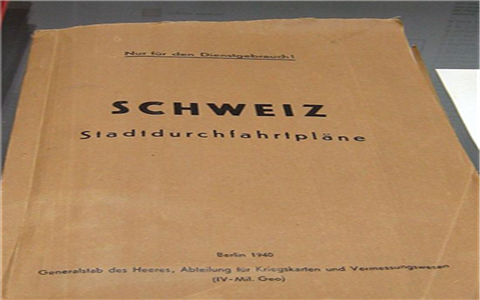 Nur für den Dienstgebrauch!
SCHWEIZ
Stadtdurchfahrtpläne
Berlin 1940
Generalstab des Heeres, Abteilung für Kriegskarten und Vermessungswesen
(IV-Mil. Geo)